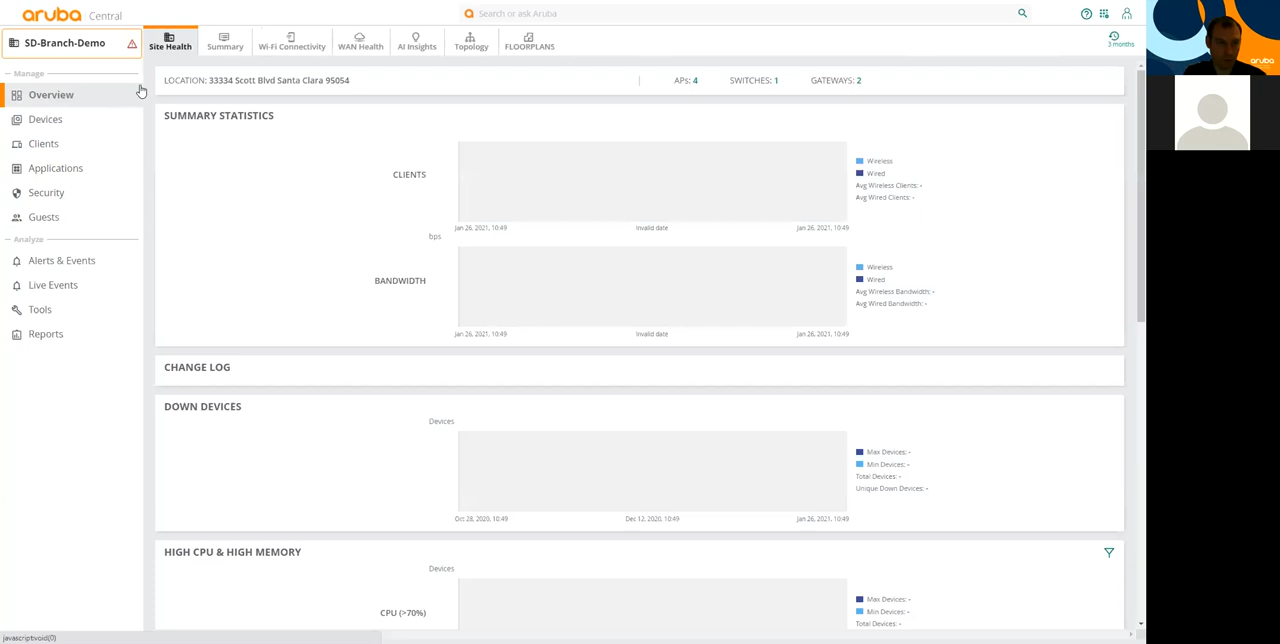 aruba Central
Search or ask Aruba
SD-Branch-Demo
Manage
Overview
Devices
Clients
Applications
Security
Guests
Analyze
Alerts & Events
Live Events
Tools
Reports
Site Health
Summary
Wi-Fi Connectivity
WAN Health
AI Insights
Topology
FLOORPLANS
3 months
LOCATION: 33334 Scott Blvd Santa Clara 95054
APs: 4
SWITCHES: 1
GATEWAYS: 2
SUMMARY STATISTICS
CLIENTS
Wireless
Wired
Avg Wireless Clients: -
Avg Wired Clients: -
Jan 26, 2021, 10:49
Invalid date
Jan 26, 2021, 10:49
bps
BANDWIDTH
Wireless
Wired
Avg Wireless Bandwidth: -
Avg Wired Bandwidth: -
Jan 26, 2021, 10:49
Invalid date
Jan 26, 2021, 10:49
CHANGE LOG
DOWN DEVICES
Devices
Max Devices: -
Min Devices: -
Total Devices: -
Unique Down Devices: -
Oct 28, 2020, 10:49
Dec 12, 2020, 10:49
Jan 26, 2021, 10:49
HIGH CPU & HIGH MEMORY
Devices
CPU (>70%)
Max Devices: -
Min Devices: -
Total Devices: -
javascript:void(0)
aruba